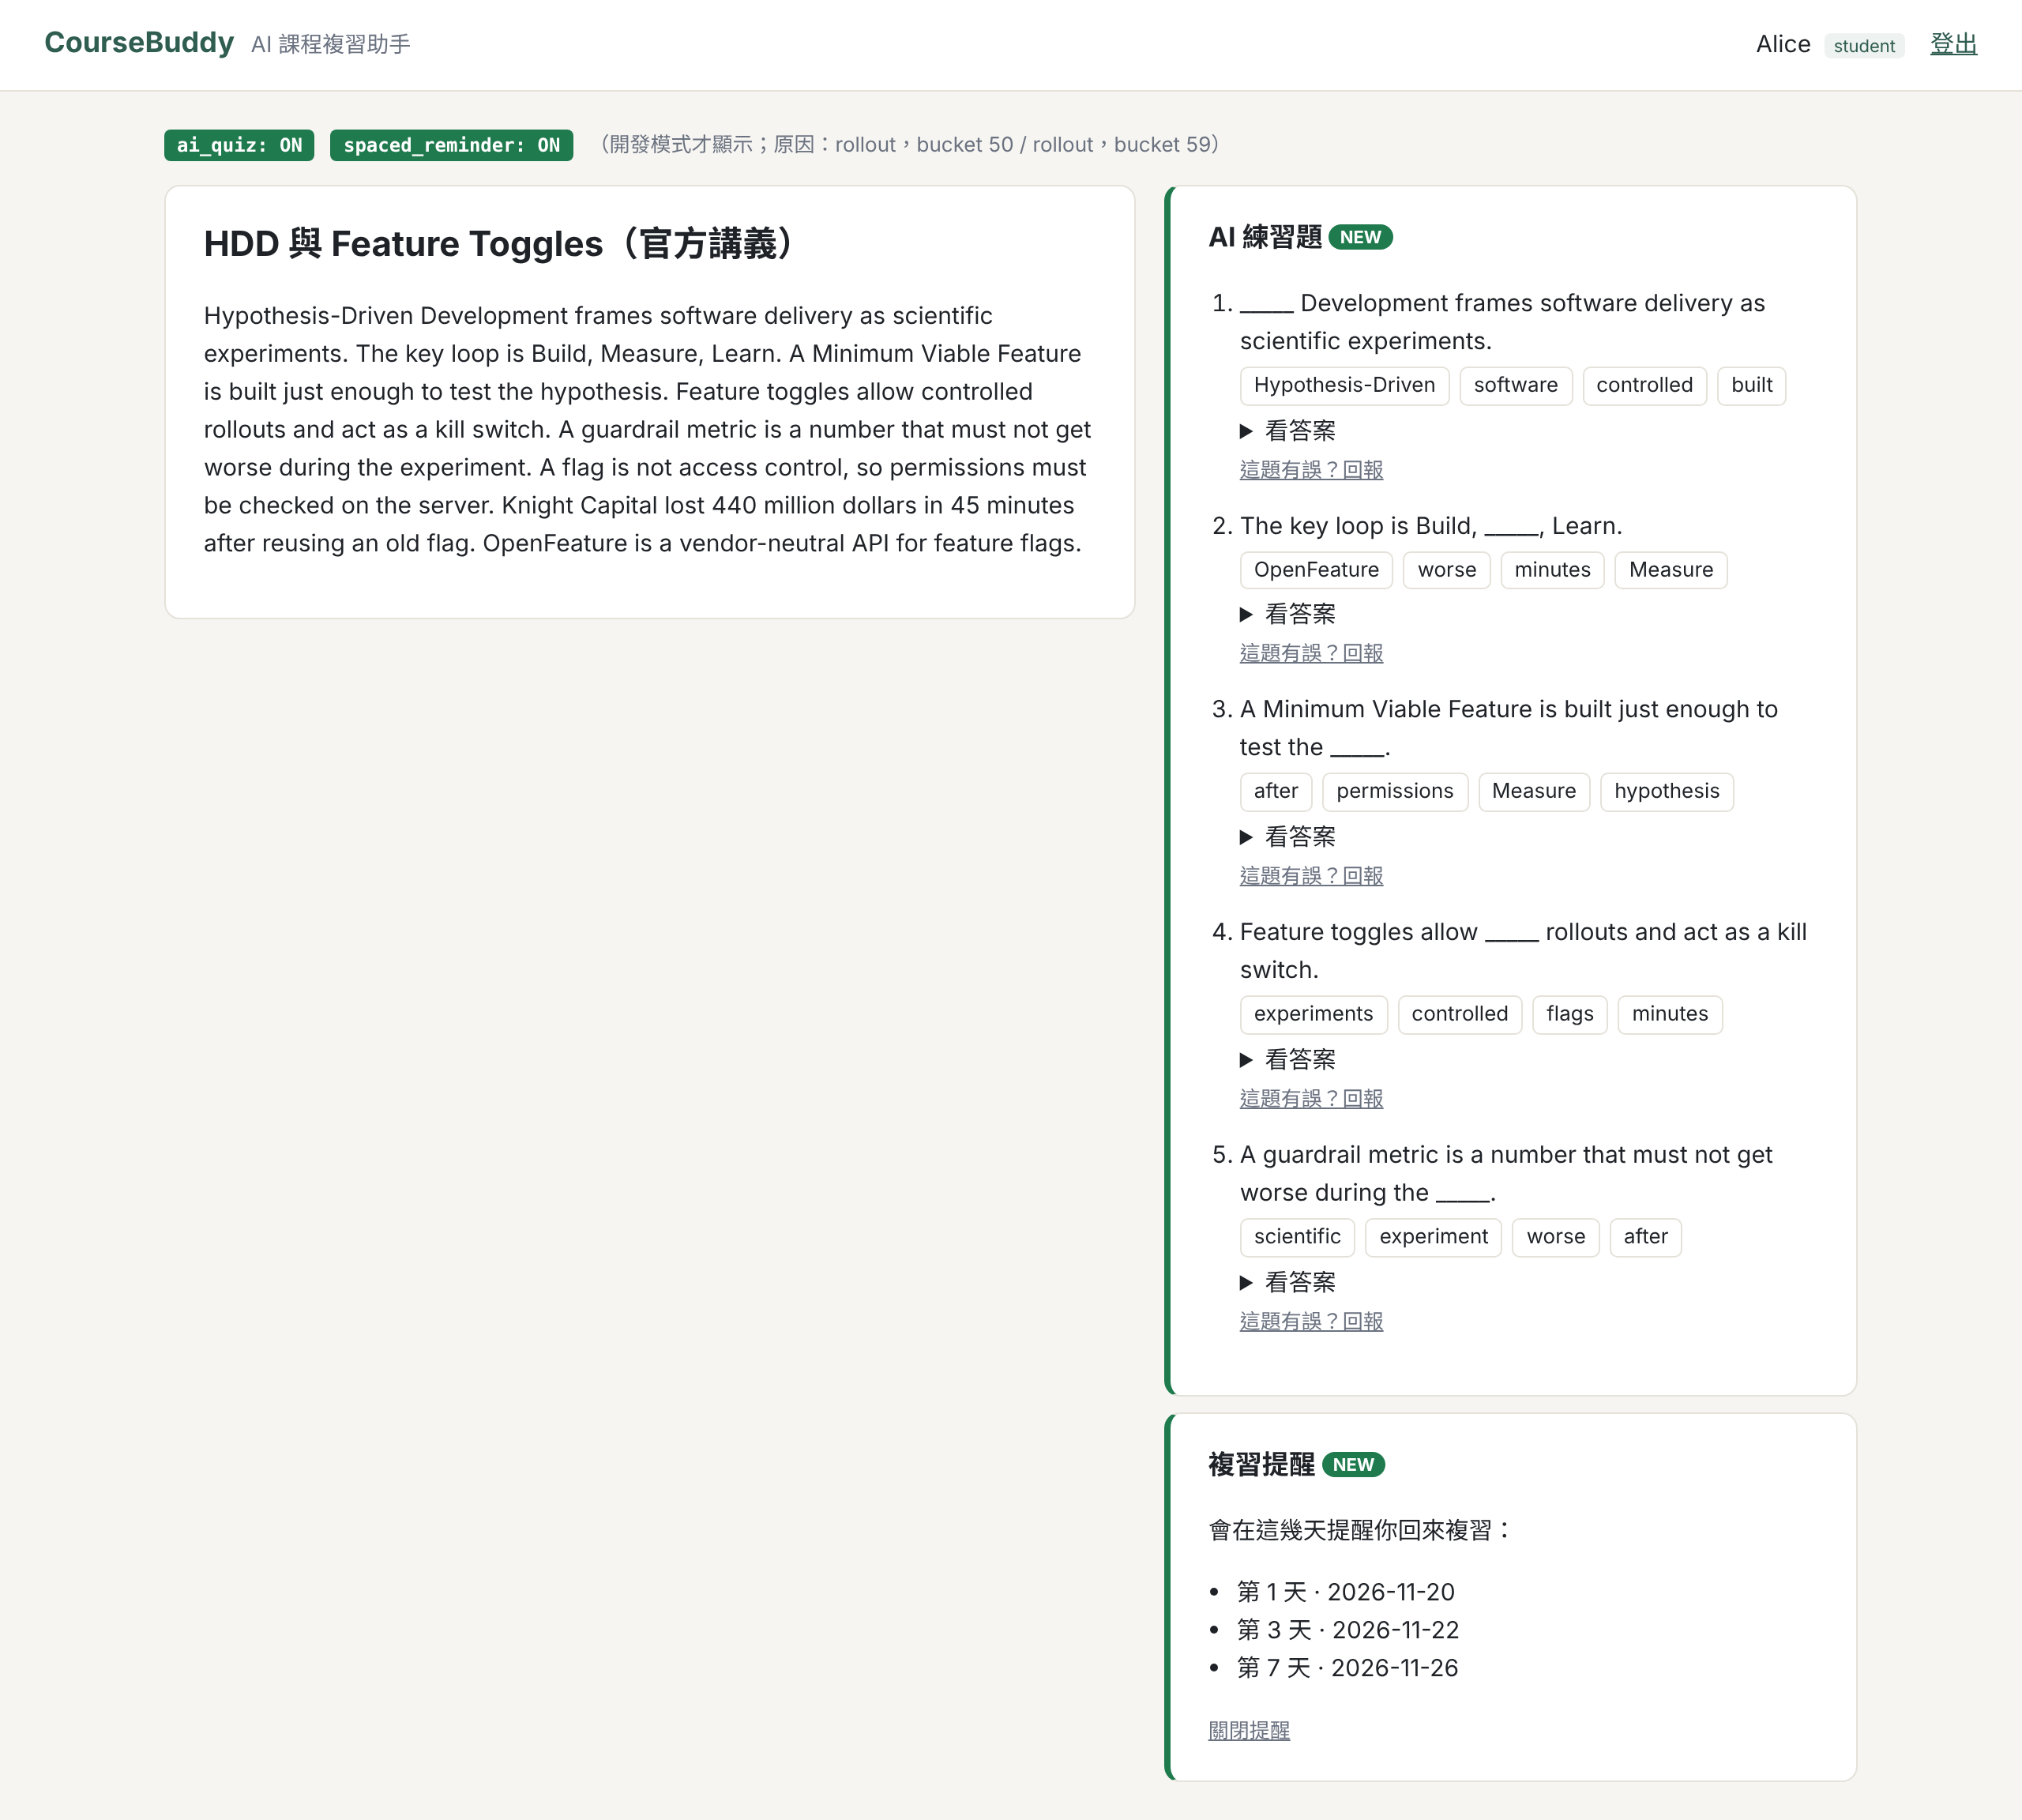 CourseBuddy AI 課程複習助手
Alice student 登出
ai_quiz: ON spaced_reminder: ON （開發模式才顯示；原因：rollout，bucket 50 / rollout，bucket 59）
HDD 與 Feature Toggles（官方講義）
Hypothesis-Driven Development frames software delivery as scientific
experiments. The key loop is Build, Measure, Learn. A Minimum Viable Feature
is built just enough to test the hypothesis. Feature toggles allow controlled
rollouts and act as a kill switch. A guardrail metric is a number that must not get
worse during the experiment. A flag is not access control, so permissions must
be checked on the server. Knight Capital lost 440 million dollars in 45 minutes
after reusing an old flag. OpenFeature is a vendor-neutral API for feature flags.
AI 練習題 NEW
1. _____ Development frames software delivery as
scientific experiments.
Hypothesis-Driven software controlled built
▶ 看答案
這題有誤？回報
2. The key loop is Build, _____, Learn.
OpenFeature worse minutes Measure
▶ 看答案
這題有誤？回報
3. A Minimum Viable Feature is built just enough to
test the _____.
after permissions Measure hypothesis
▶ 看答案
這題有誤？回報
4. Feature toggles allow _____ rollouts and act as a kill
switch.
experiments controlled flags minutes
▶ 看答案
這題有誤？回報
5. A guardrail metric is a number that must not get
worse during the _____.
scientific experiment worse after
▶ 看答案
這題有誤？回報
複習提醒 NEW
會在這幾天提醒你回來複習：
• 第 1 天 · 2026-11-20
• 第 3 天 · 2026-11-22
• 第 7 天 · 2026-11-26
關閉提醒